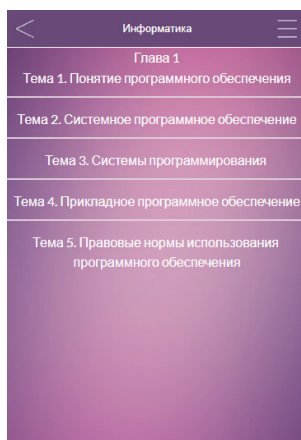 Информатика
Глава 1
Тема 1. Понятие программного обеспечения
Тема 2. Системное программное обеспечение
Тема 3. Системы программирования
Тема 4. Прикладное программное обеспечение
Тема 5. Правовые нормы использования
программного обеспечения